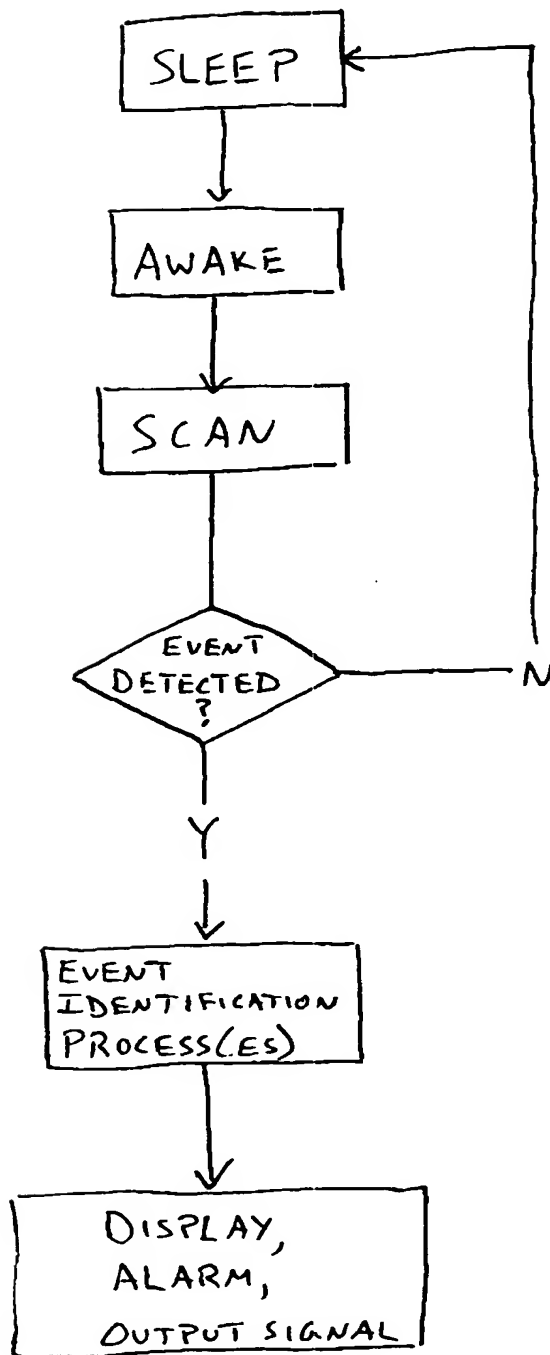 SLEEP
AWAKE
SCAN
EVENT
DETECTED
?
N
Y
EVENT
IDENTIFICATION
PROCESS(ES)
DISPLAY,
ALARM,
OUTPUT SIGNAL